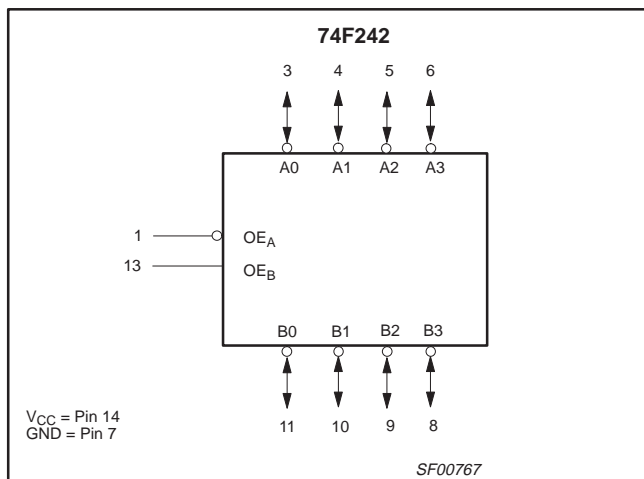 74F242
3 4 5 6
A0 A1 A2 A3
1 OEA
13 OEB
B0 B1 B2 B3
VCC = Pin 14
GND = Pin 7
11 10 9 8
SF00767